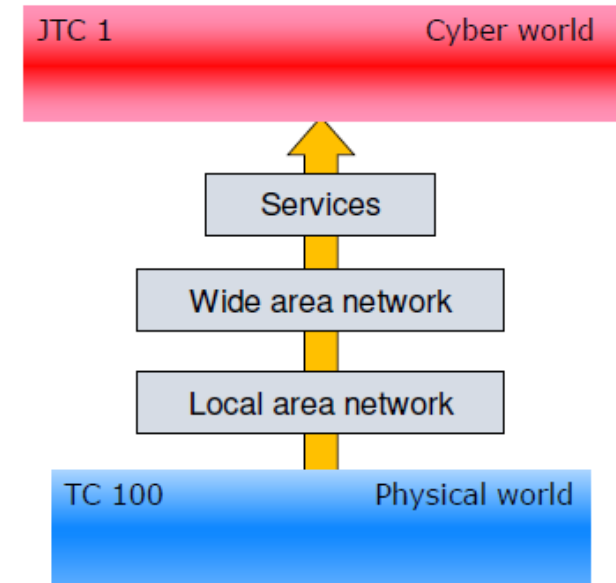 JTC 1 Cyber world
Services
Wide area network
Local area network
TC 100 Physical world